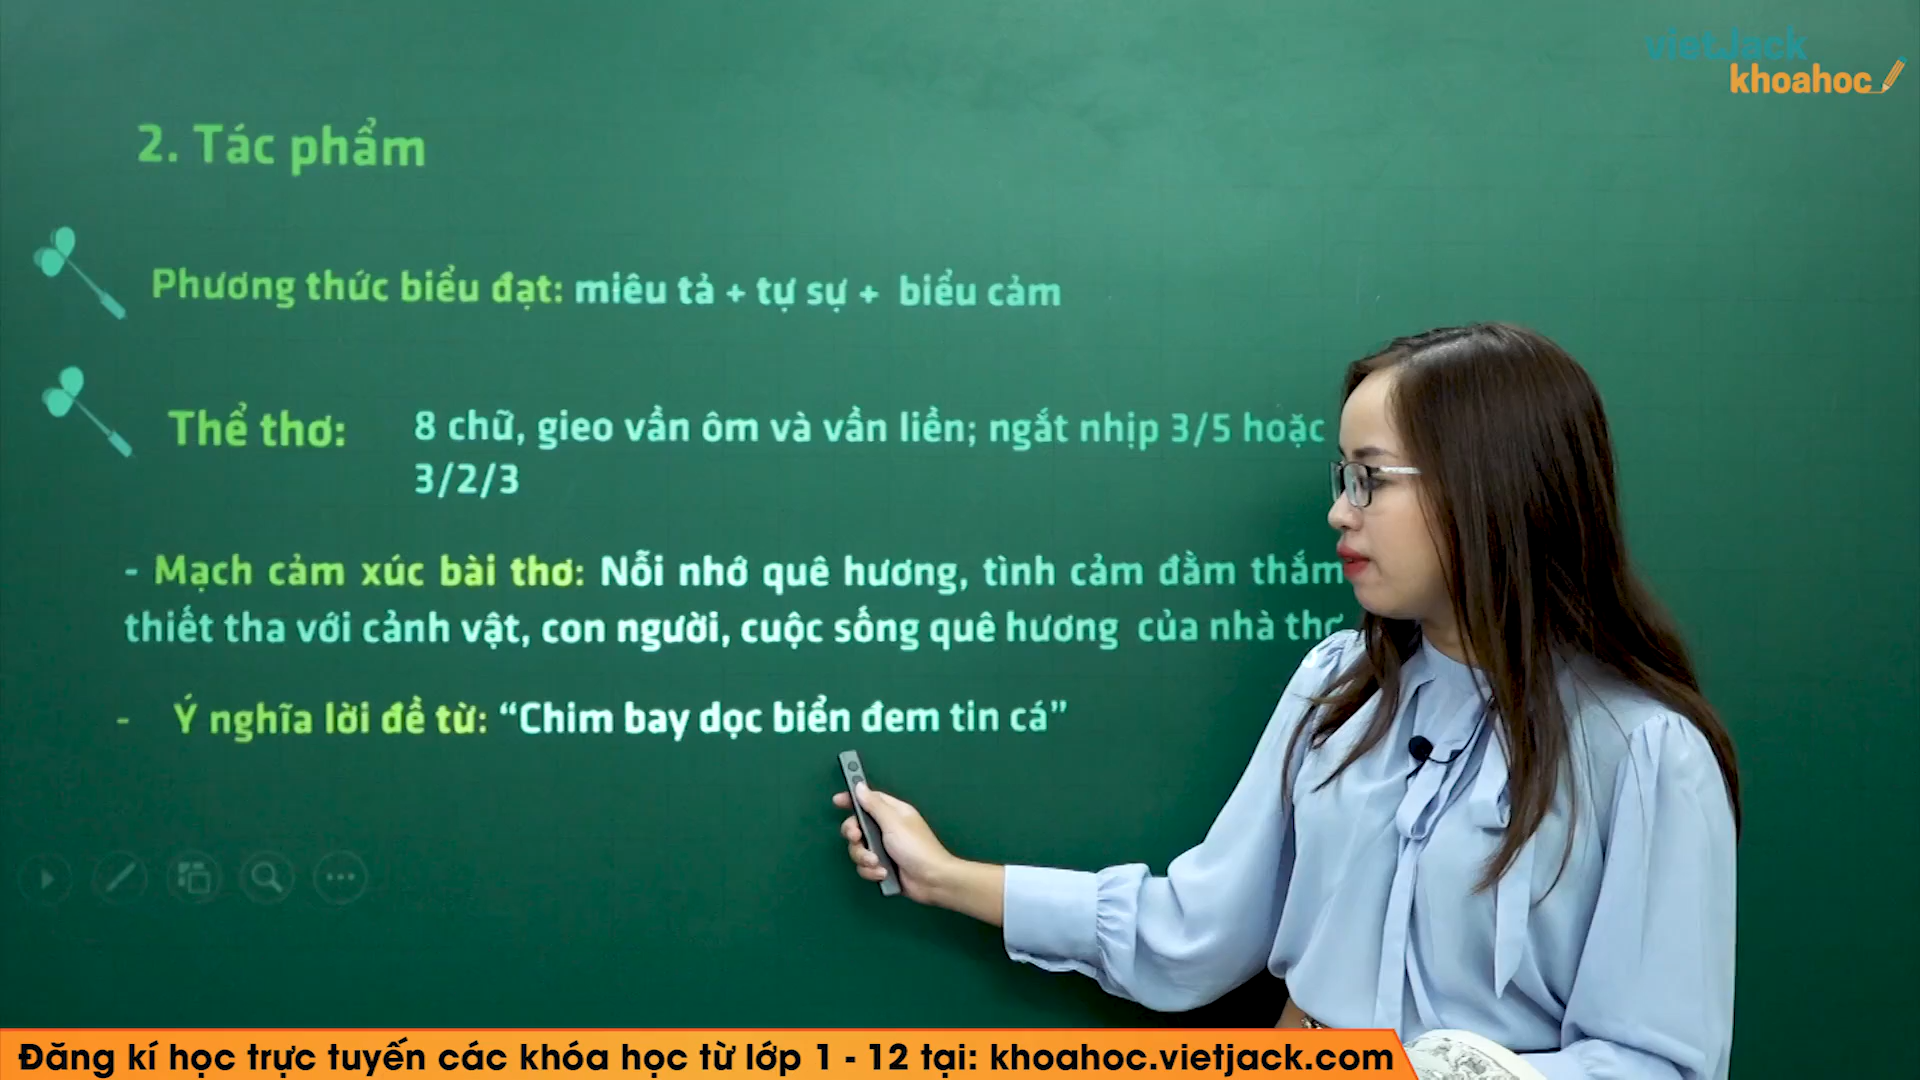 vietJack
khoahoc
2. Tác phẩm
Phương thức biểu đạt: miêu tả + tự sự + biểu cảm
Thể thơ: 8 chữ, gieo vần ôm và vần liền; ngắt nhịp 3/5 hoặc
3/2/3
- Mạch cảm xúc bài thơ: Nỗi nhớ quê hương, tình cảm đằm thắm
thiết tha với cảnh vật, con người, cuộc sống quê hương của nhà thơ
- Ý nghĩa lời đề từ: “Chim bay dọc biển đem tin cá”
Đăng kí học trực tuyến các khóa học từ lớp 1 - 12 tại: khoahoc.vietjack.com